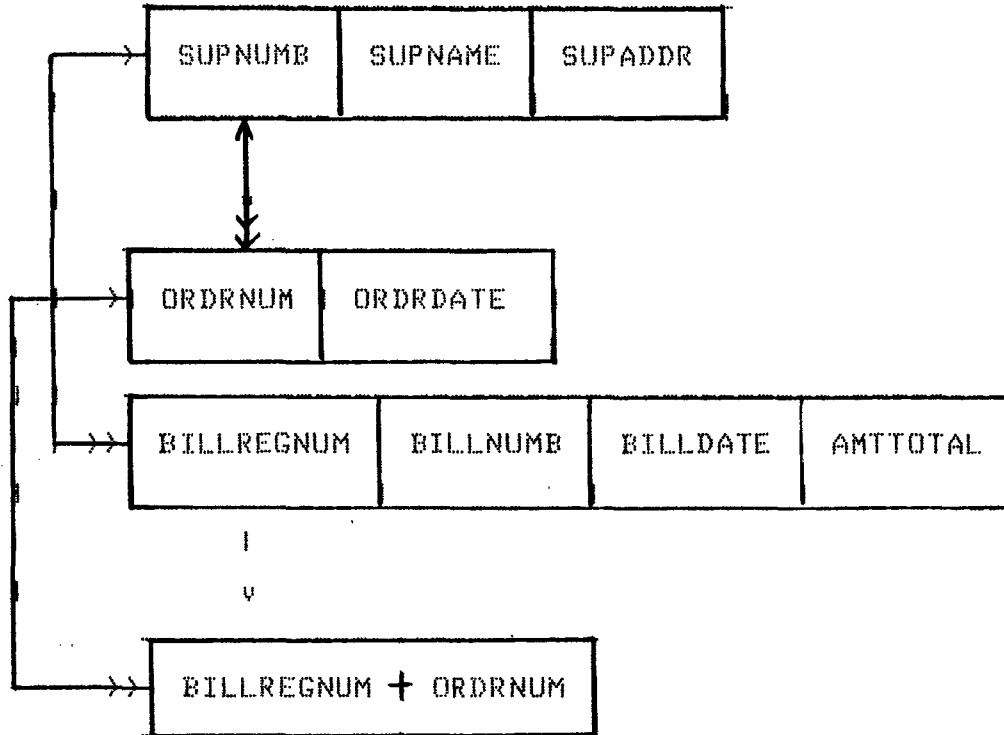 SUPNUMB SUPNAME SUPADDR
ORDRNUM ORDRDATE
BILLREGNUM BILLNUMB BILLDATE AMTTOTAL
BILLREGNUM + ORDRNUM